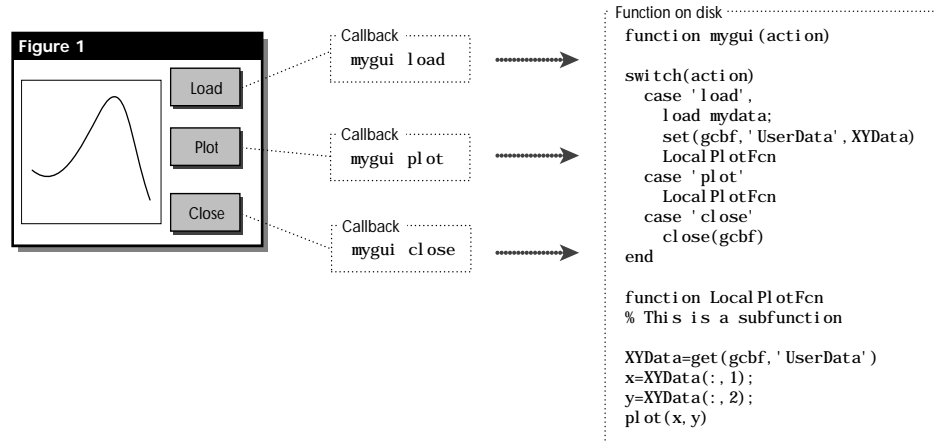 Figure 1
Load
Plot
Close
Callback
mygui load
Callback
mygui plot
Callback
mygui close
Function on disk
function mygui(action)
switch(action)
case 'load',
load mydata;
set(gcbf,'UserData',XYData)
LocalPlotFcn
case 'plot'
LocalPlotFcn
case 'close'
close(gcbf)
end
function LocalPlotFcn
% This is a subfunction
XYData=get(gcbf,'UserData')
x=XYData(:,1);
y=XYData(:,2);
plot(x,y)